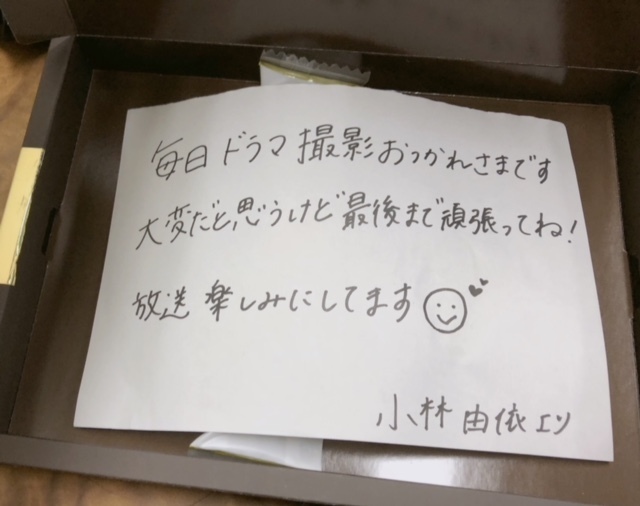 毎日ドラマ撮影おつかれさまです
大変だと思うけど最後まで頑張ってね!
放送楽しみにしてます
小林由依より